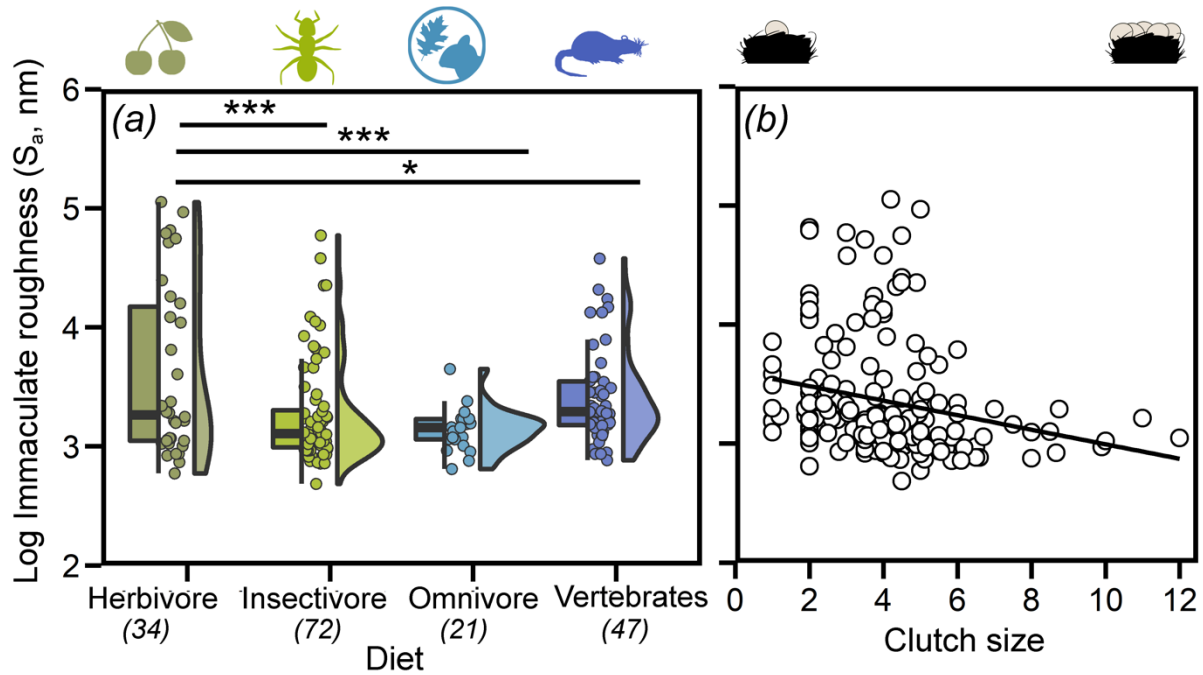 Log Immaculate roughness (Sₐ, nm)
6
5
4
3
2
(a)
***
***
*
Herbivore Insectivore Omnivore Vertebrates
(34) (72) (21) (47)
Diet
(b)
0 2 4 6 8 10 12
Clutch size